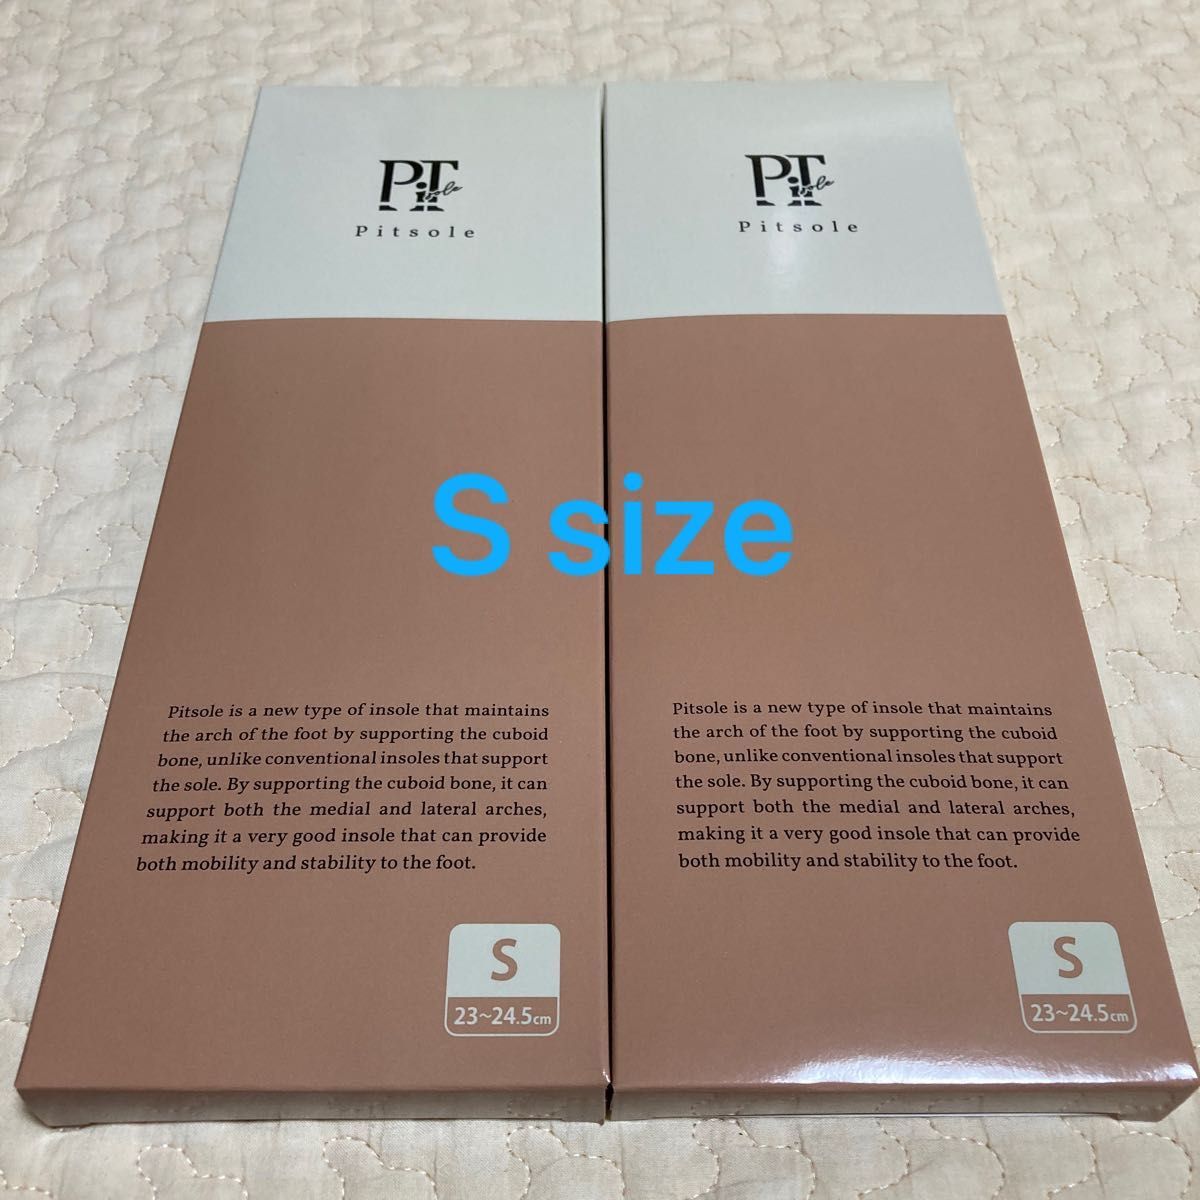 PiTsole
Pitsole
Pitsole is a new type of insole that maintains
the arch of the foot by supporting the cuboid
bone, unlike conventional insoles that support
the sole. By supporting the cuboid bone, it can
support both the medial and lateral arches,
making it a very good insole that can provide
both mobility and stability to the foot.
S
23~24.5cm
PiTsole
Pitsole
Pitsole is a new type of insole that maintains
the arch of the foot by supporting the cuboid
bone, unlike conventional insoles that support
the sole. By supporting the cuboid bone, it can
support both the medial and lateral arches,
making it a very good insole that can provide
both mobility and stability to the foot.
S
23~24.5cm
S size